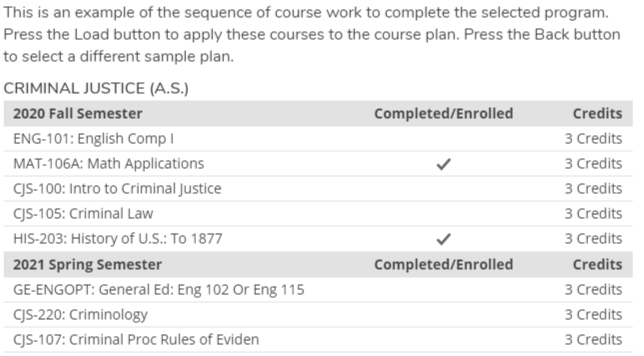 This is an example of the sequence of course work to complete the selected program.
Press the Load button to apply these courses to the course plan. Press the Back button
to select a different sample plan.
CRIMINAL JUSTICE (A.S.)
2020 Fall Semester Completed/Enrolled Credits
ENG-101: English Comp I 3 Credits
MAT-106A: Math Applications ✓ 3 Credits
CJS-100: Intro to Criminal Justice 3 Credits
CJS-105: Criminal Law 3 Credits
HIS-203: History of U.S.: To 1877 ✓ 3 Credits
2021 Spring Semester Completed/Enrolled Credits
GE-ENGOPT: General Ed: Eng 102 Or Eng 115 3 Credits
CJS-220: Criminology 3 Credits
CJS-107: Criminal Proc Rules of Eviden 3 Credits